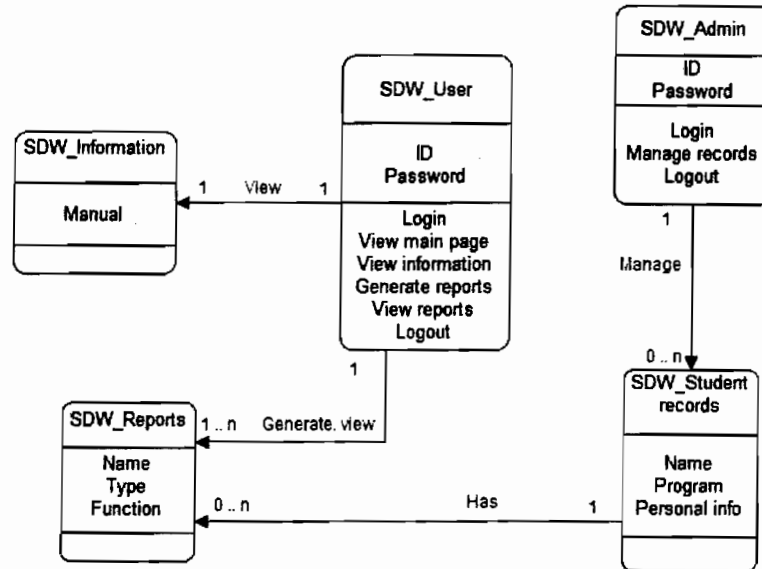 SDW_Admin
ID
Password
Login
Manage records
Logout
SDW_User
ID
Password
Login
View main page
View information
Generate reports
View reports
Logout
SDW_Information
Manual
1 View 1
1
Manage
0 .. n
SDW_Student
records
Name
Program
Personal info
1
1 .. n Generate. view
SDW_Reports
Name
Type
Function
0 .. n Has 1